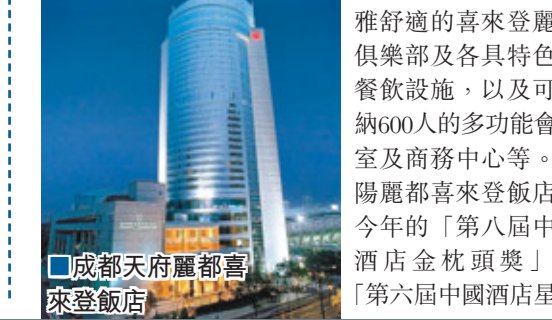 雅舒適的喜來登麗
俱樂部及各具特色
餐飲設施，以及可
納600人的多功能會
室及商務中心等。
陽麗都喜來登飯店
今年的「第八屆中
酒店金枕頭獎」
「第六屆中國酒店星
■成都天府麗都喜
來登飯店